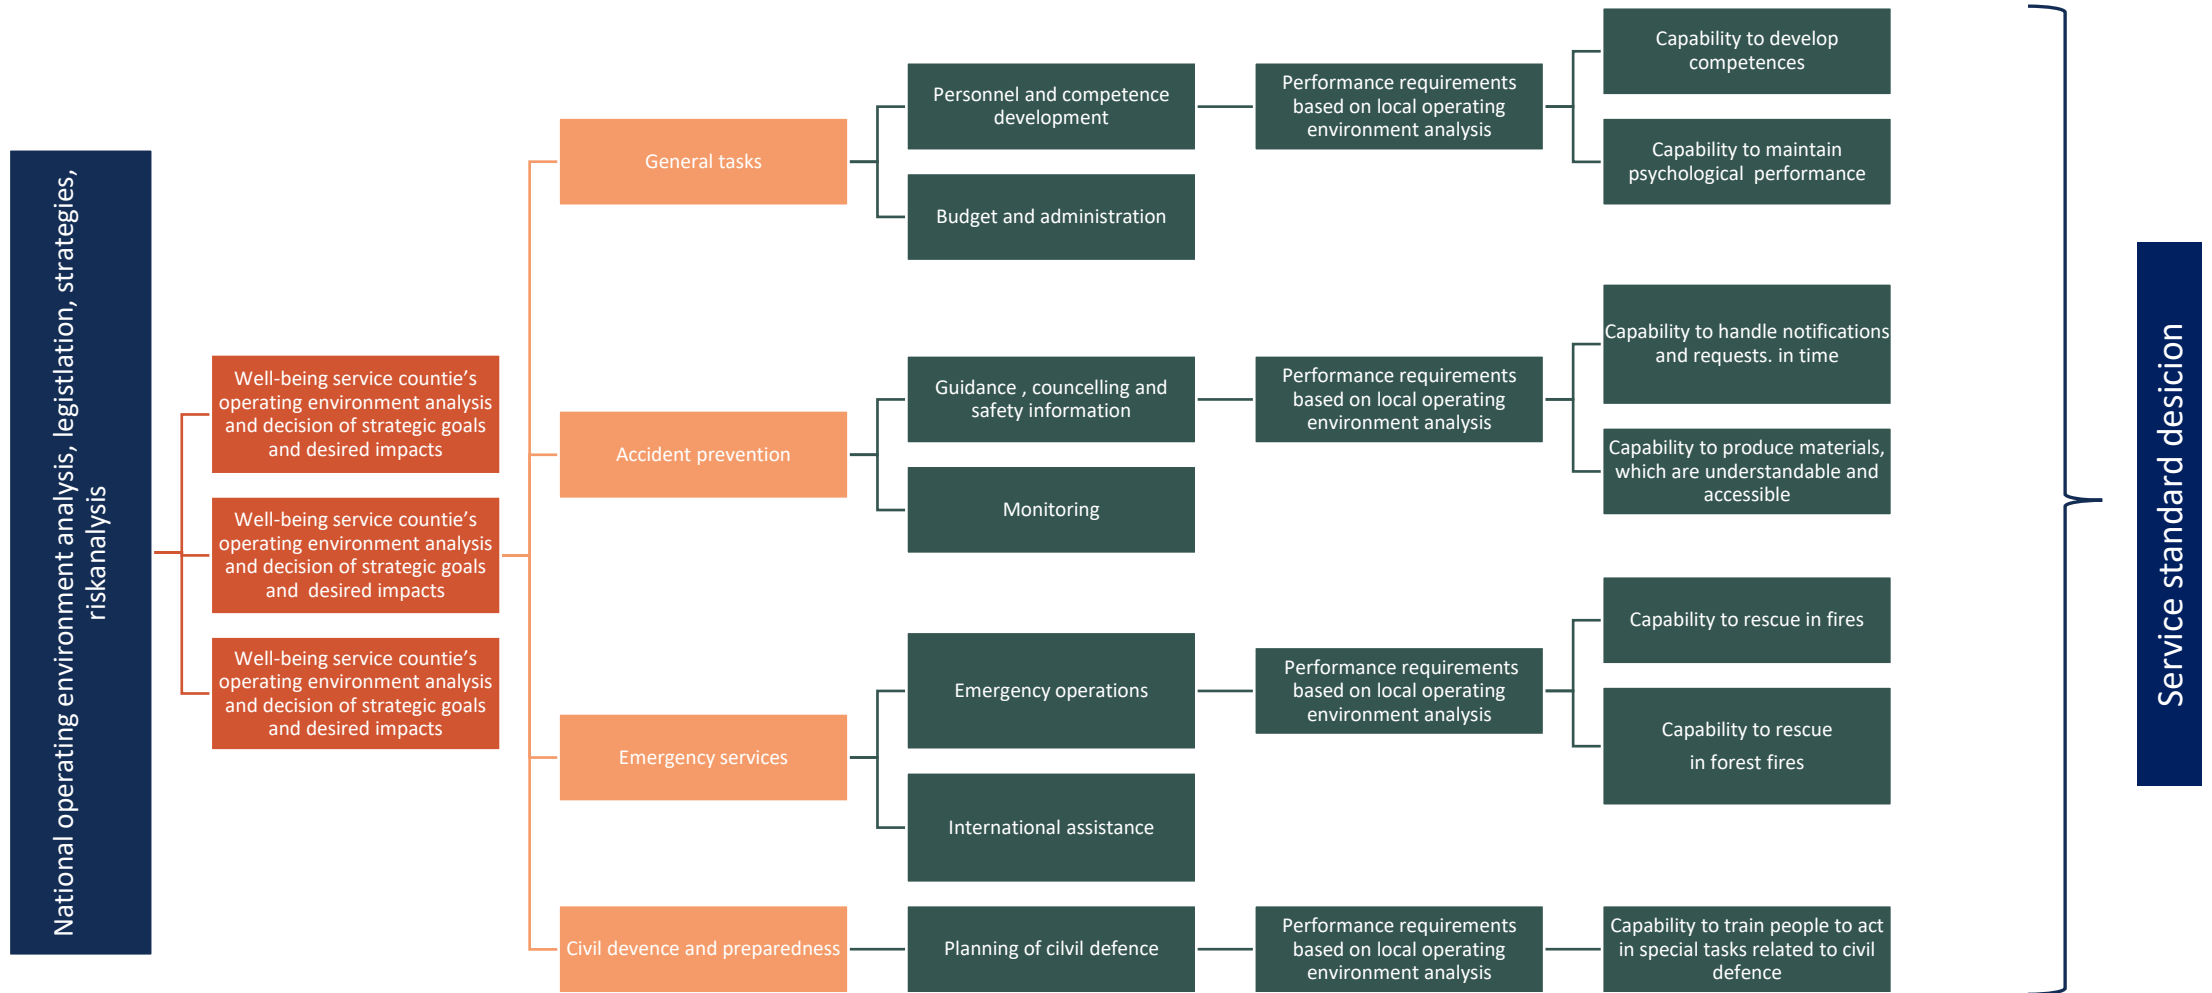 National operating environment analysis, legistlation, strategies,
riskanalysis
Well-being service countie’s
operating environment analysis
and decision of strategic goals
and desired impacts
Well-being service countie’s
operating environment analysis
and decision of strategic goals
and  desired impacts
Well-being service countie’s
operating environment analysis
and decision of strategic goals
and desired impacts
General tasks
Personnel and competence
development
Budget and administration
Performance requirements
based on local operating
environment analysis
Capability to develop
competences
Capability to maintain
psychological  performance
Accident prevention
Guidance , councelling and
safety information
Monitoring
Performance requirements
based on local operating
environment analysis
Capability to handle notifications
and requests. in time
Capability to produce materials,
which are understandable and
accessible
Emergency services
Emergency operations
International assistance
Performance requirements
based on local operating
environment analysis
Capability to rescue in fires
Capability to rescue
in forest fires
Civil devence and preparedness
Planning of cilvil defence
Performance requirements
based on local operating
environment analysis
Capability to train people to act
in special tasks related to civil
defence
Service standard desicion